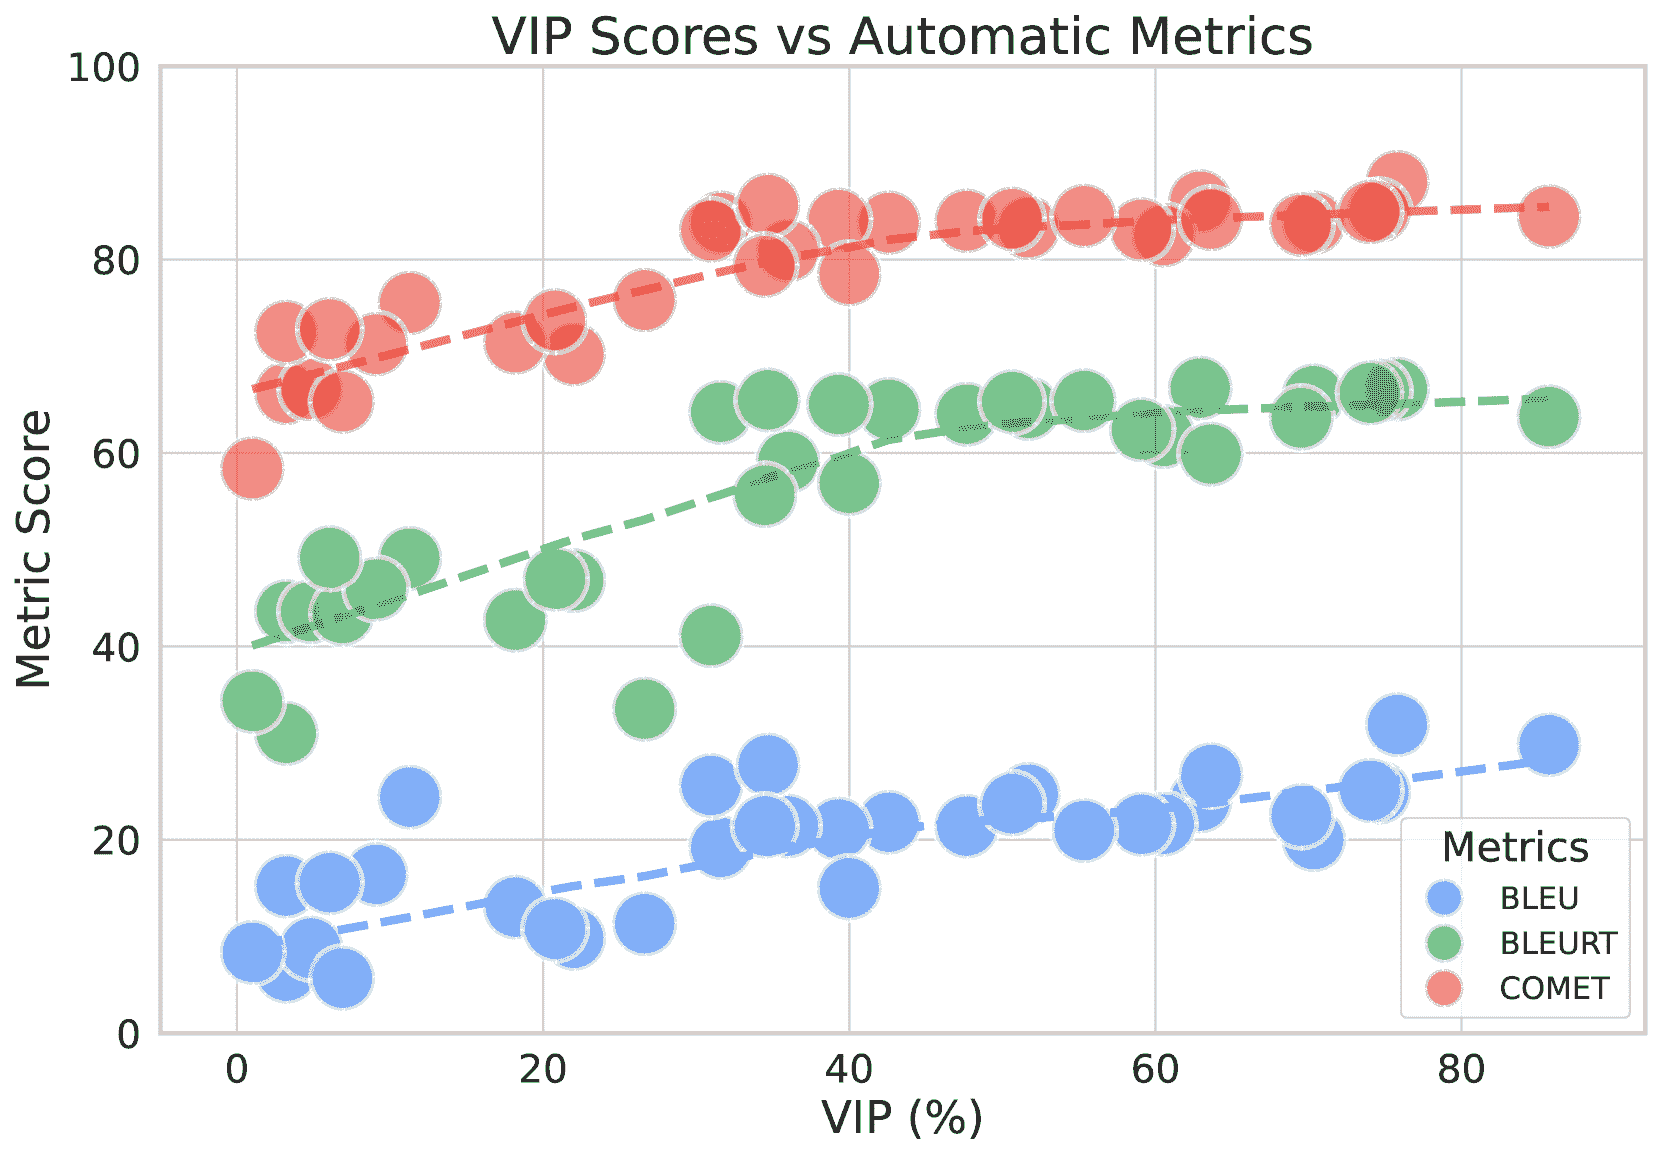 VIP Scores vs Automatic Metrics
100
80
60
40
20
0
Metric Score
0 20 40 60 80
VIP (%)
Metrics
BLEU
BLEURT
COMET